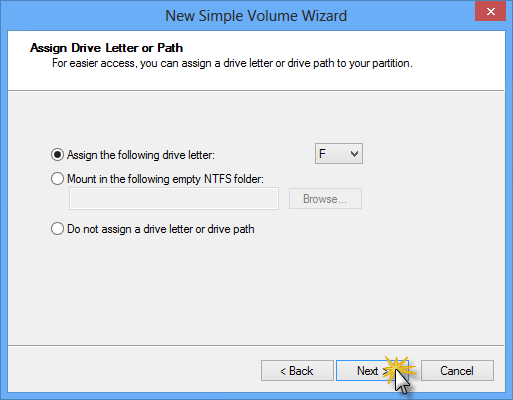 New Simple Volume Wizard
Assign Drive Letter or Path
For easier access, you can assign a drive letter or drive path to your partition.
Assign the following drive letter: F
Mount in the following empty NTFS folder:
Browse...
Do not assign a drive letter or drive path
< Back Next > Cancel